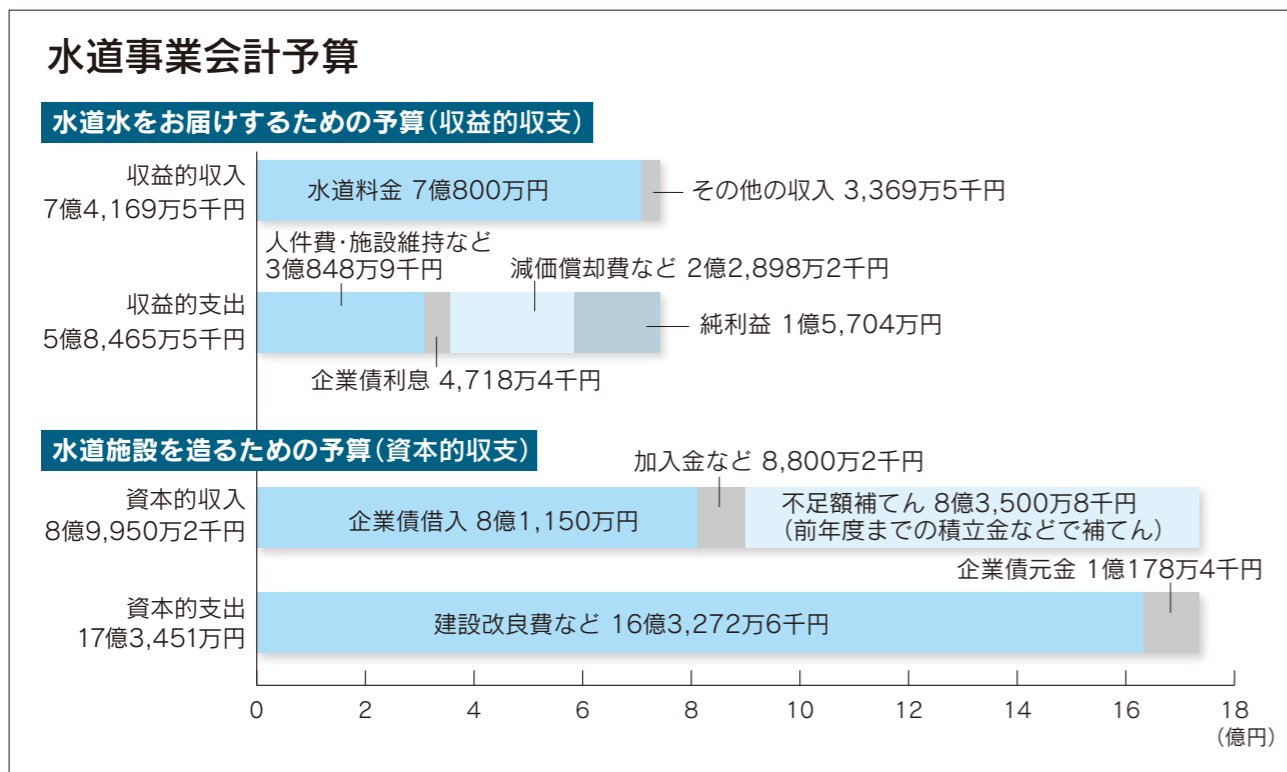 水道事業会計予算
水道水をお届けするための予算(収益的収支)
収益的収入
7億4,169万5千円
水道料金 7億800万円
その他の収入 3,369万5千円
人件費・施設維持など
3億848万9千円
減価償却費など 2億2,898万2千円
収益的支出
5億8,465万5千円
純利益 1億5,704万円
企業債利息 4,718万4千円
水道施設を造るための予算(資本的収支)
加入金など 8,800万2千円
資本的収入
8億9,950万2千円
企業債借入 8億1,150万円
不足額補てん 8億3,500万8千円
(前年度までの積立金などで補てん)
企業債元金 1億178万4千円
資本的支出
17億3,451万円
建設改良費など 16億3,272万6千円
0 2 4 6 8 10 12 14 16 18
(億円)